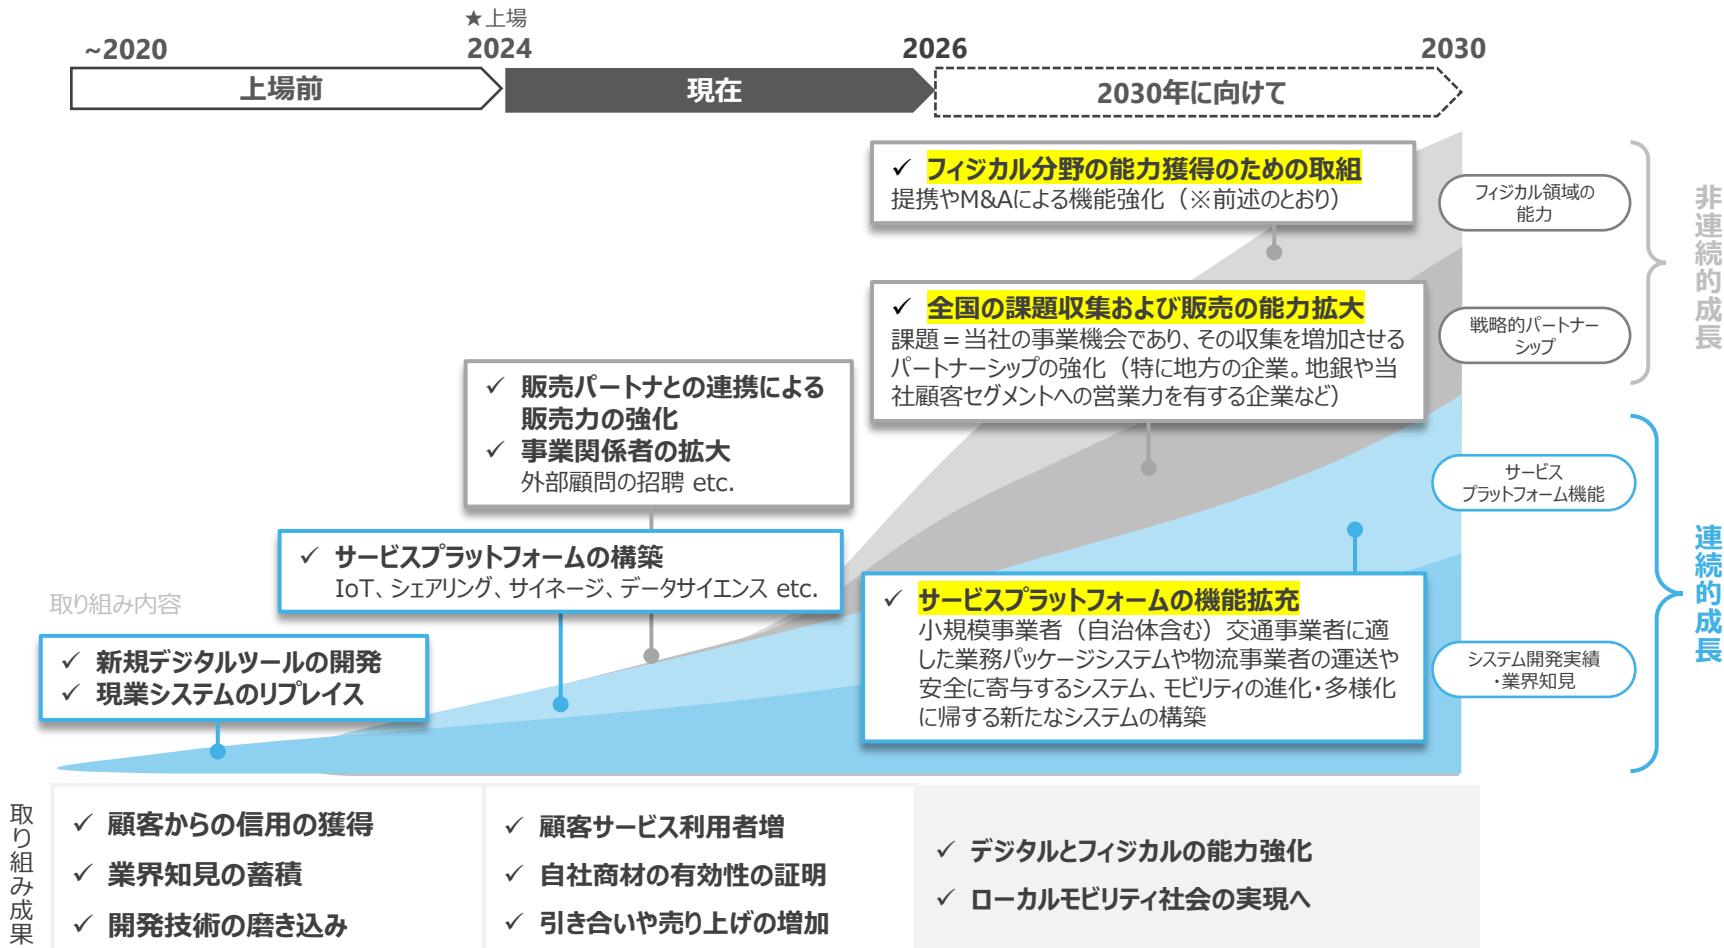 ★上場
~2020
2024
2026
2030
上場前
現在
2030年に向けて
✓ フィジカル分野の能力獲得のための取組
提携やM&Aによる機能強化（※前述のとおり）
フィジカル領域の
能力
非連続的成長
✓ 全国の課題収集および販売の能力拡大
課題＝当社の事業機会であり、その収集を増加させる
パートナーシップの強化（特に地方の企業。地銀や当
社顧客セグメントへの営業力を有する企業など）
戦略的パートナー
シップ
✓ 販売パートナとの連携による
販売力の強化
✓ 事業関係者の拡大
外部顧問の招聘 etc.
サービス
プラットフォーム機能
✓ サービスプラットフォームの構築
IoT、シェアリング、サイネージ、データサイエンス etc.
連続的成長
取り組み内容
✓ サービスプラットフォームの機能拡充
小規模事業者（自治体含む）交通事業者に適
した業務パッケージシステムや物流事業者の運送や
安全に寄与するシステム、モビリティの進化・多様化
に帰する新たなシステムの構築
✓ 新規デジタルツールの開発
✓ 現業システムのリプレイス
システム開発実績
・業界知見
取り組み成果
✓ 顧客からの信用の獲得
✓ 業界知見の蓄積
✓ 開発技術の磨き込み
✓ 顧客サービス利用者増
✓ 自社商材の有効性の証明
✓ 引き合いや売り上げの増加
✓ デジタルとフィジカルの能力強化
✓ ローカルモビリティ社会の実現へ